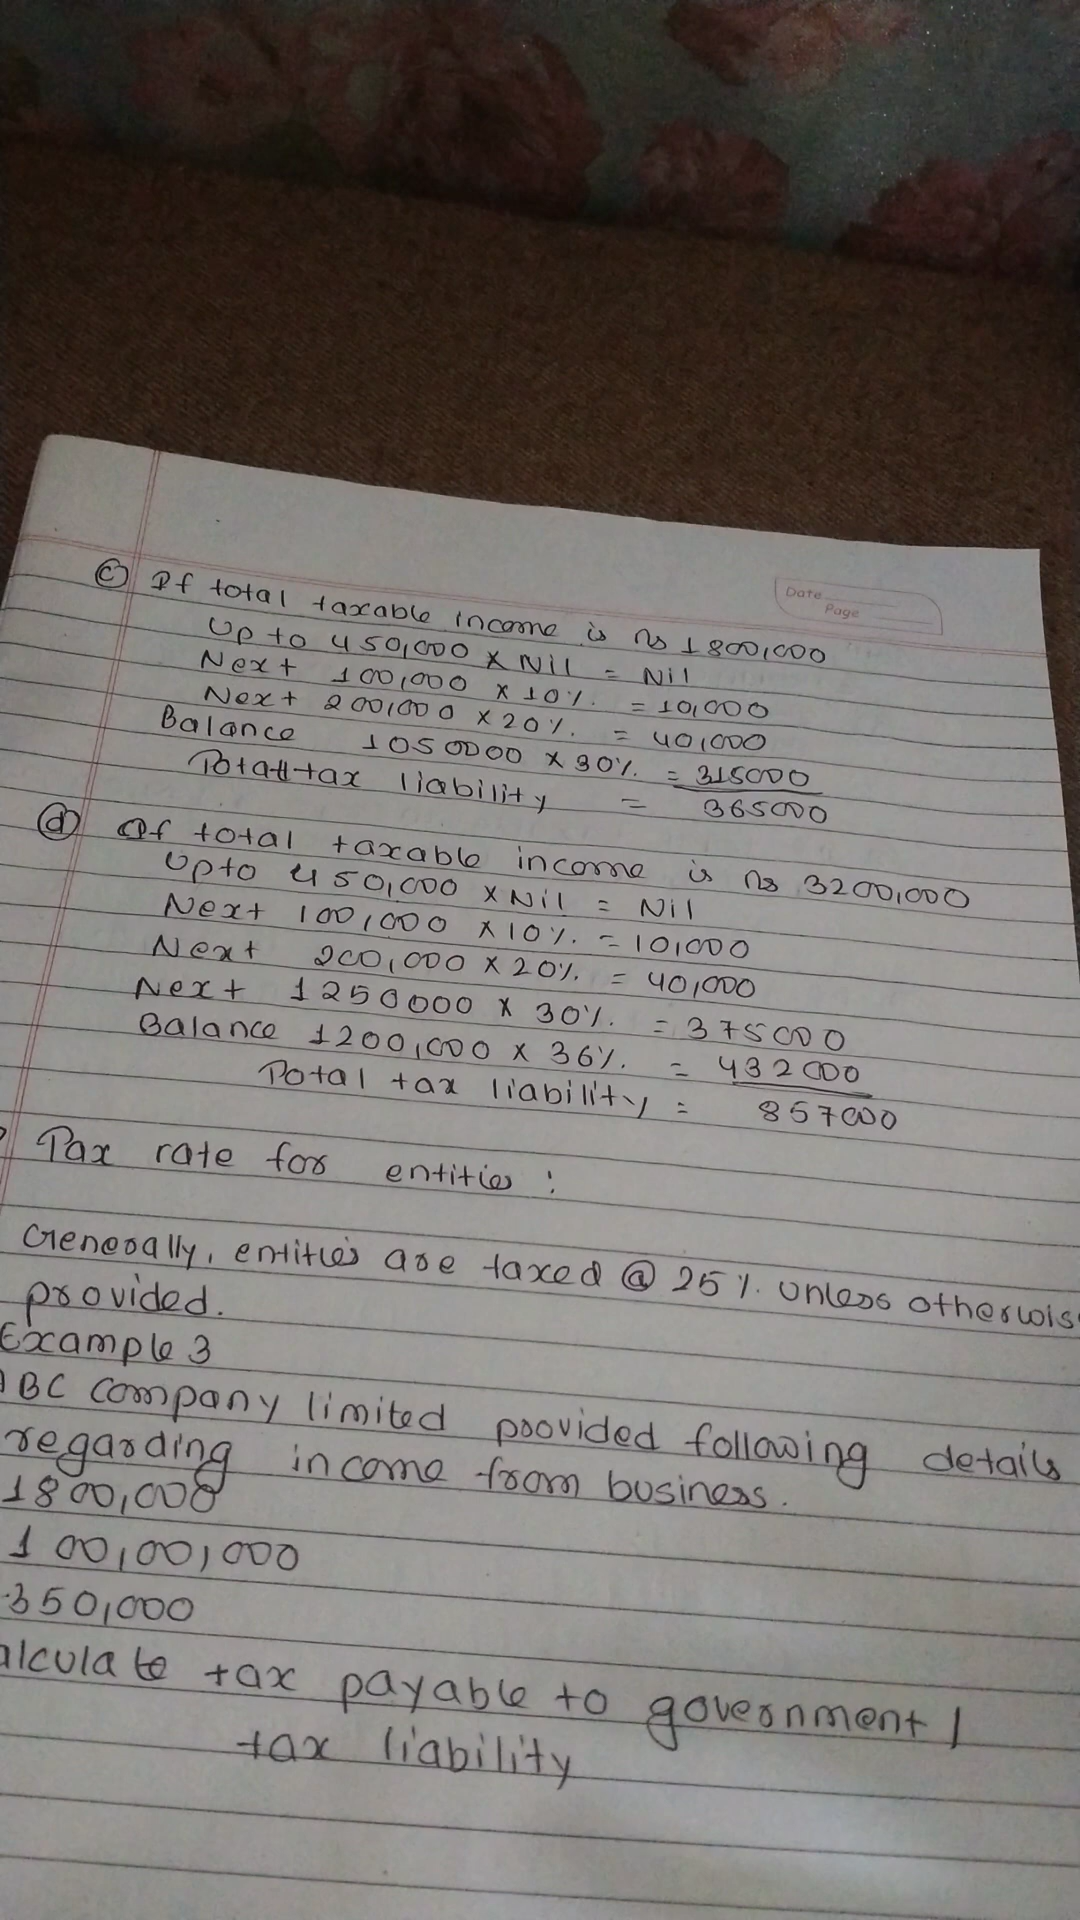 Date
Page
(c) If total taxable income is rs 1800,000
Up to 450,000 × Nil = Nil
Next 100,000 × 10%. = 10,000
Next 200,000 × 20%. = 40,000
Balance 1050000 × 30%. = 315000
Total tax liability = 365000
(d) If total taxable income is rs 3200,000
Upto 450,000 × Nil = Nil
Next 100,000 × 10%. = 10,000
Next 200,000 × 20%. = 40,000
Next 1250000 × 30%. = 375000
Balance 1200,000 × 36%. = 432000
Total tax liability = 857000
Tax rate for entities :
Generally, entities are taxed @ 25%. unless otherwis
provided.
Example 3
BC company limited provided following details
regarding income from business.
1800,000
100,00,000
350,000
alculate tax payable to government /
tax liability